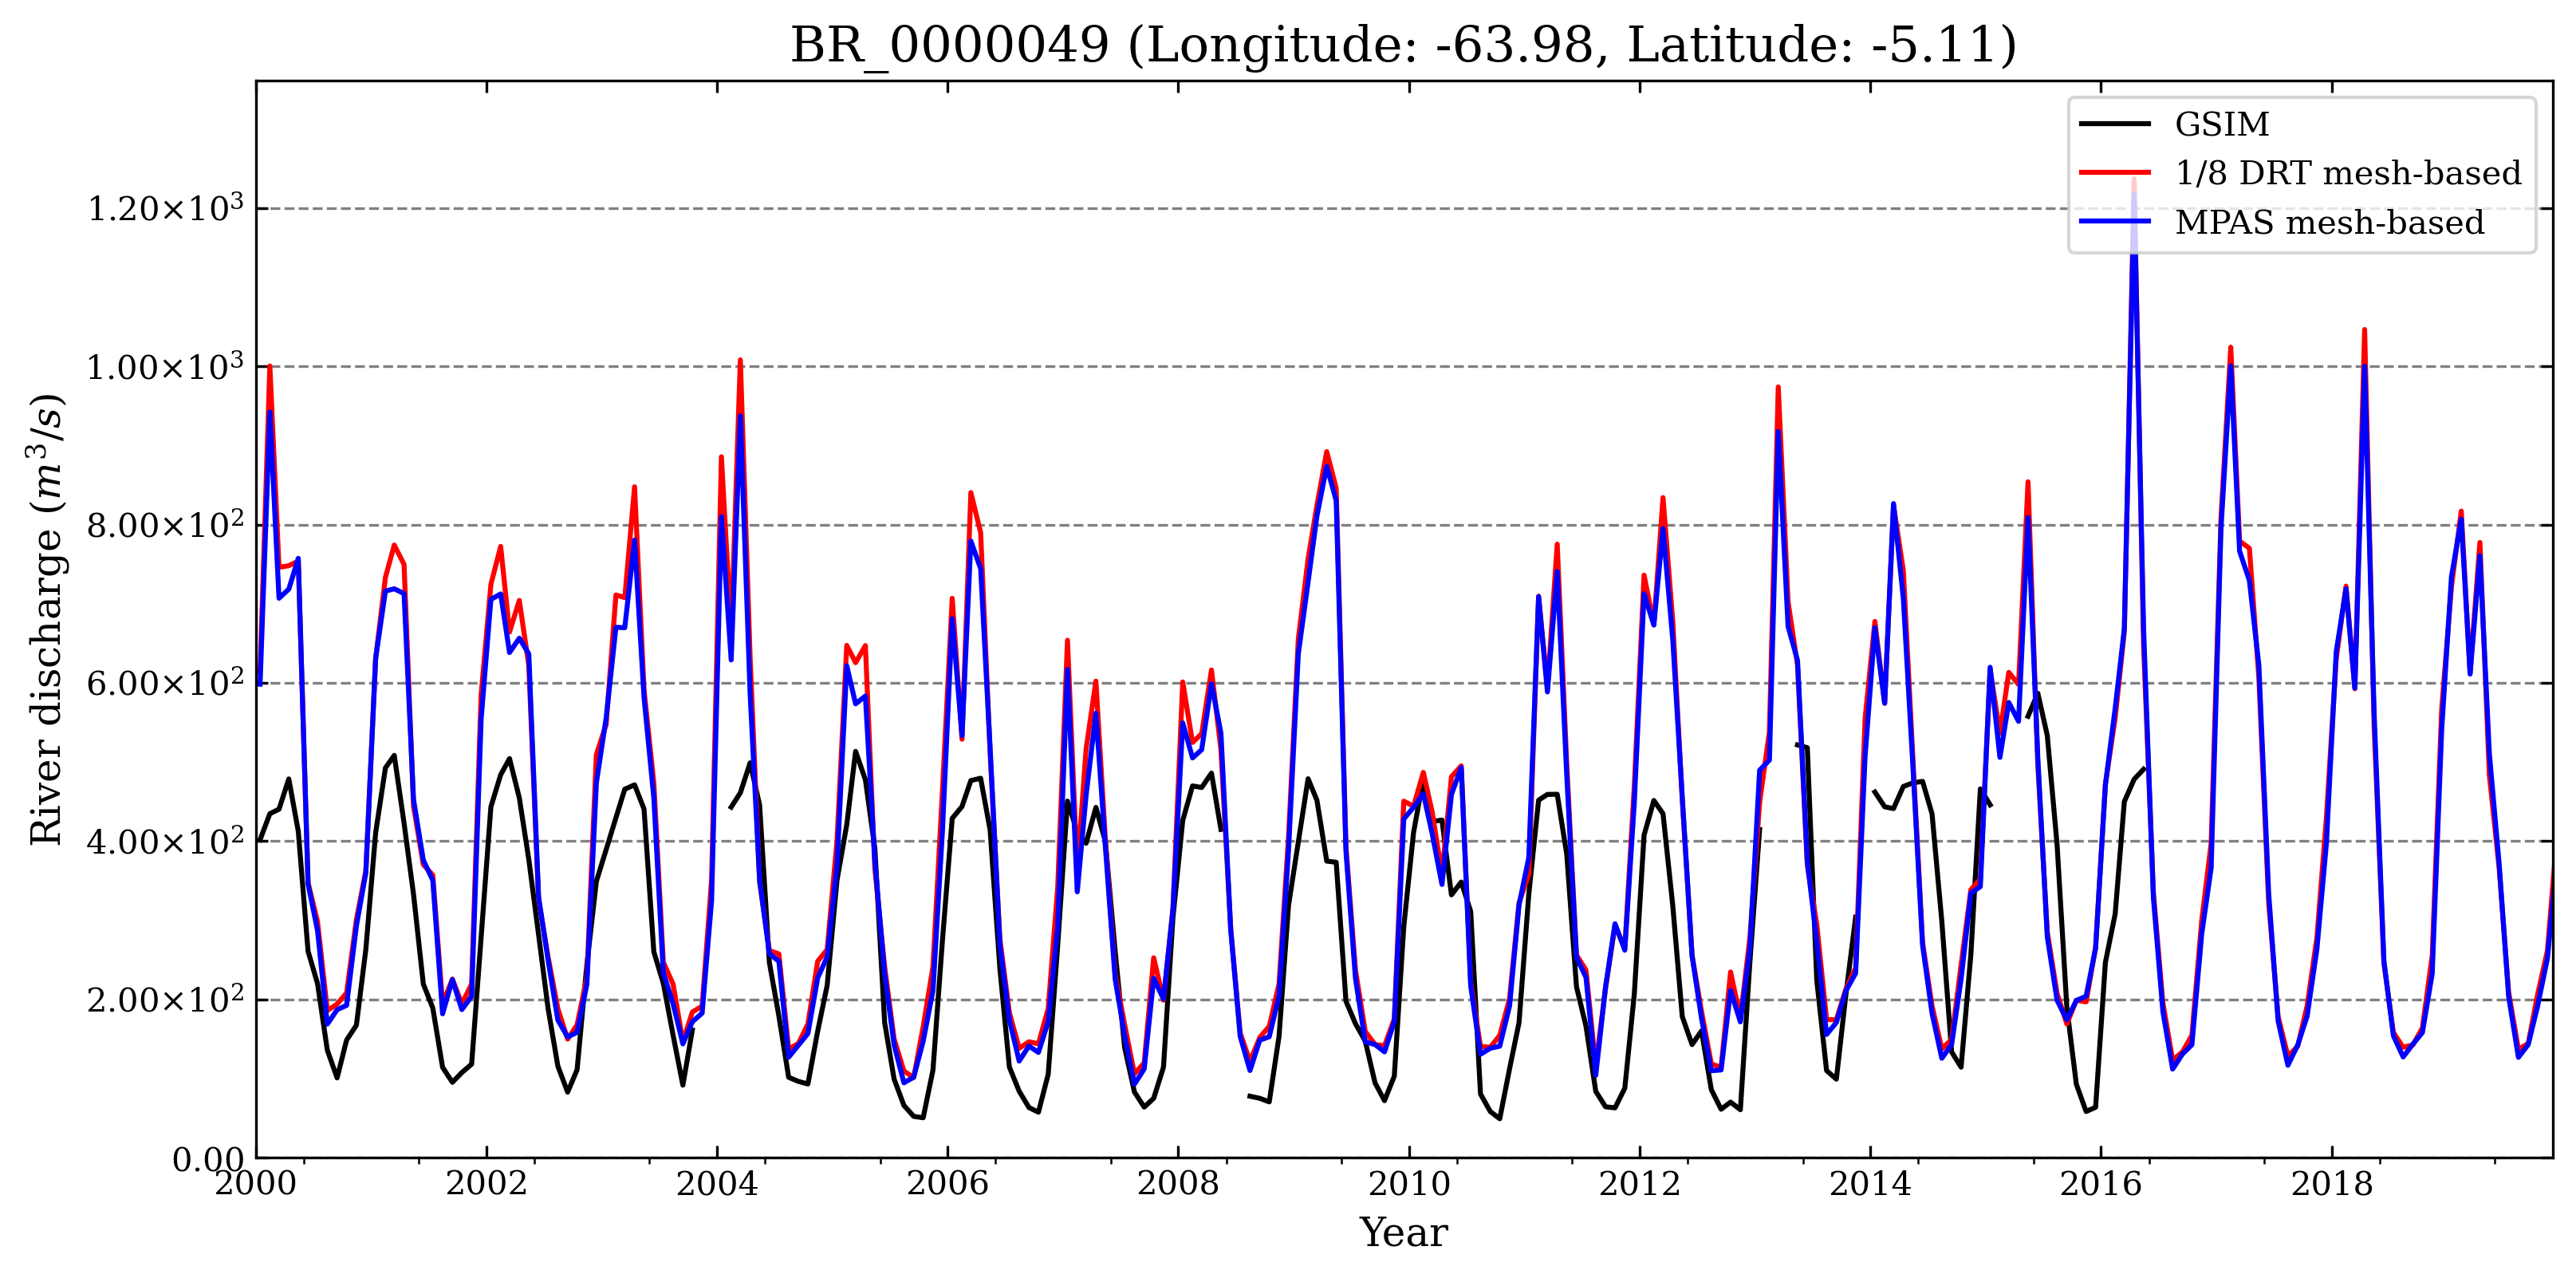 BR_0000049 (Longitude: -63.98, Latitude: -5.11)
GSIM
1/8 DRT mesh-based
MPAS mesh-based
1.20×10³
1.00×10³
8.00×10²
6.00×10²
4.00×10²
2.00×10²
0.00
River discharge (m³/s)
2000 2002 2004 2006 2008 2010 2012 2014 2016 2018
Year